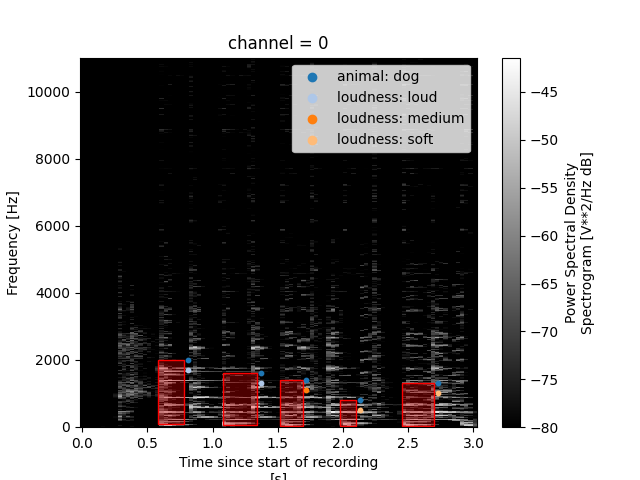 channel = 0
animal: dog
loudness: loud
loudness: medium
loudness: soft
10000
8000
6000
4000
2000
0
Frequency [Hz]
0.0 0.5 1.0 1.5 2.0 2.5 3.0
Time since start of recording
[s]
−45
−50
−55
−60
−65
−70
−75
−80
Power Spectral Density
Spectrogram [V**2/Hz dB]